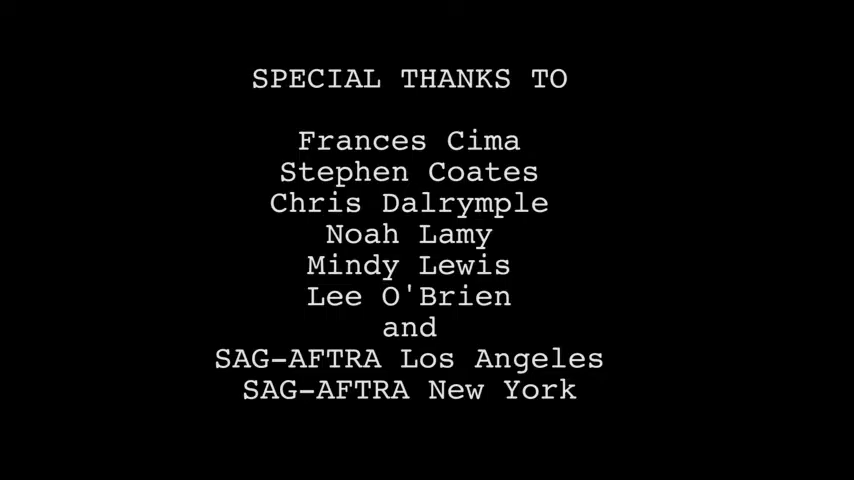 SPECIAL THANKS TO
Frances Cima
Stephen Coates
Chris Dalrymple
Noah Lamy
Mindy Lewis
Lee O'Brien
and
SAG-AFTRA Los Angeles
SAG-AFTRA New York